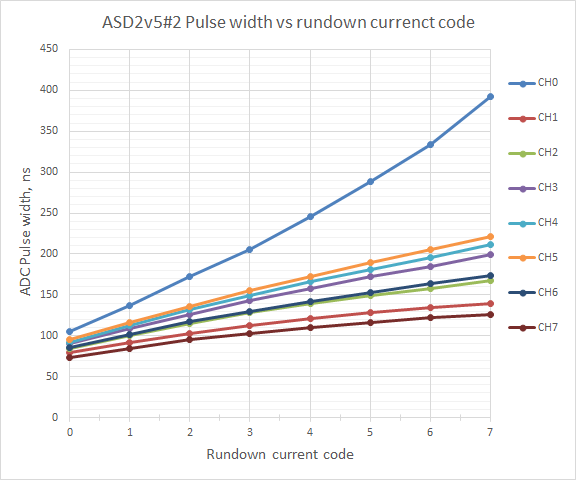 ASD2v5#2 Pulse width vs rundown currenct code
450
400
350
300
250
200
150
100
50
0
ADC Pulse width, ns
0 1 2 3 4 5 6 7
Rundown current code
CH0
CH1
CH2
CH3
CH4
CH5
CH6
CH7